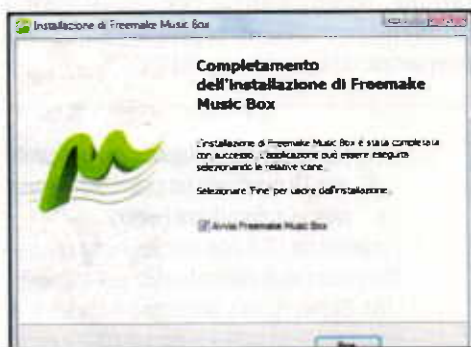 Installazione di Freemake Music Box
Completamento
dell'installazione di Freemake
Music Box
L'installazione di Freemake Music Box è stata completata
con successo. L'applicazione può essere eseguita
selezionando le relative icone.
Selezionare 'Fine' per uscire dall'installazione.
Avvia Freemake Music Box